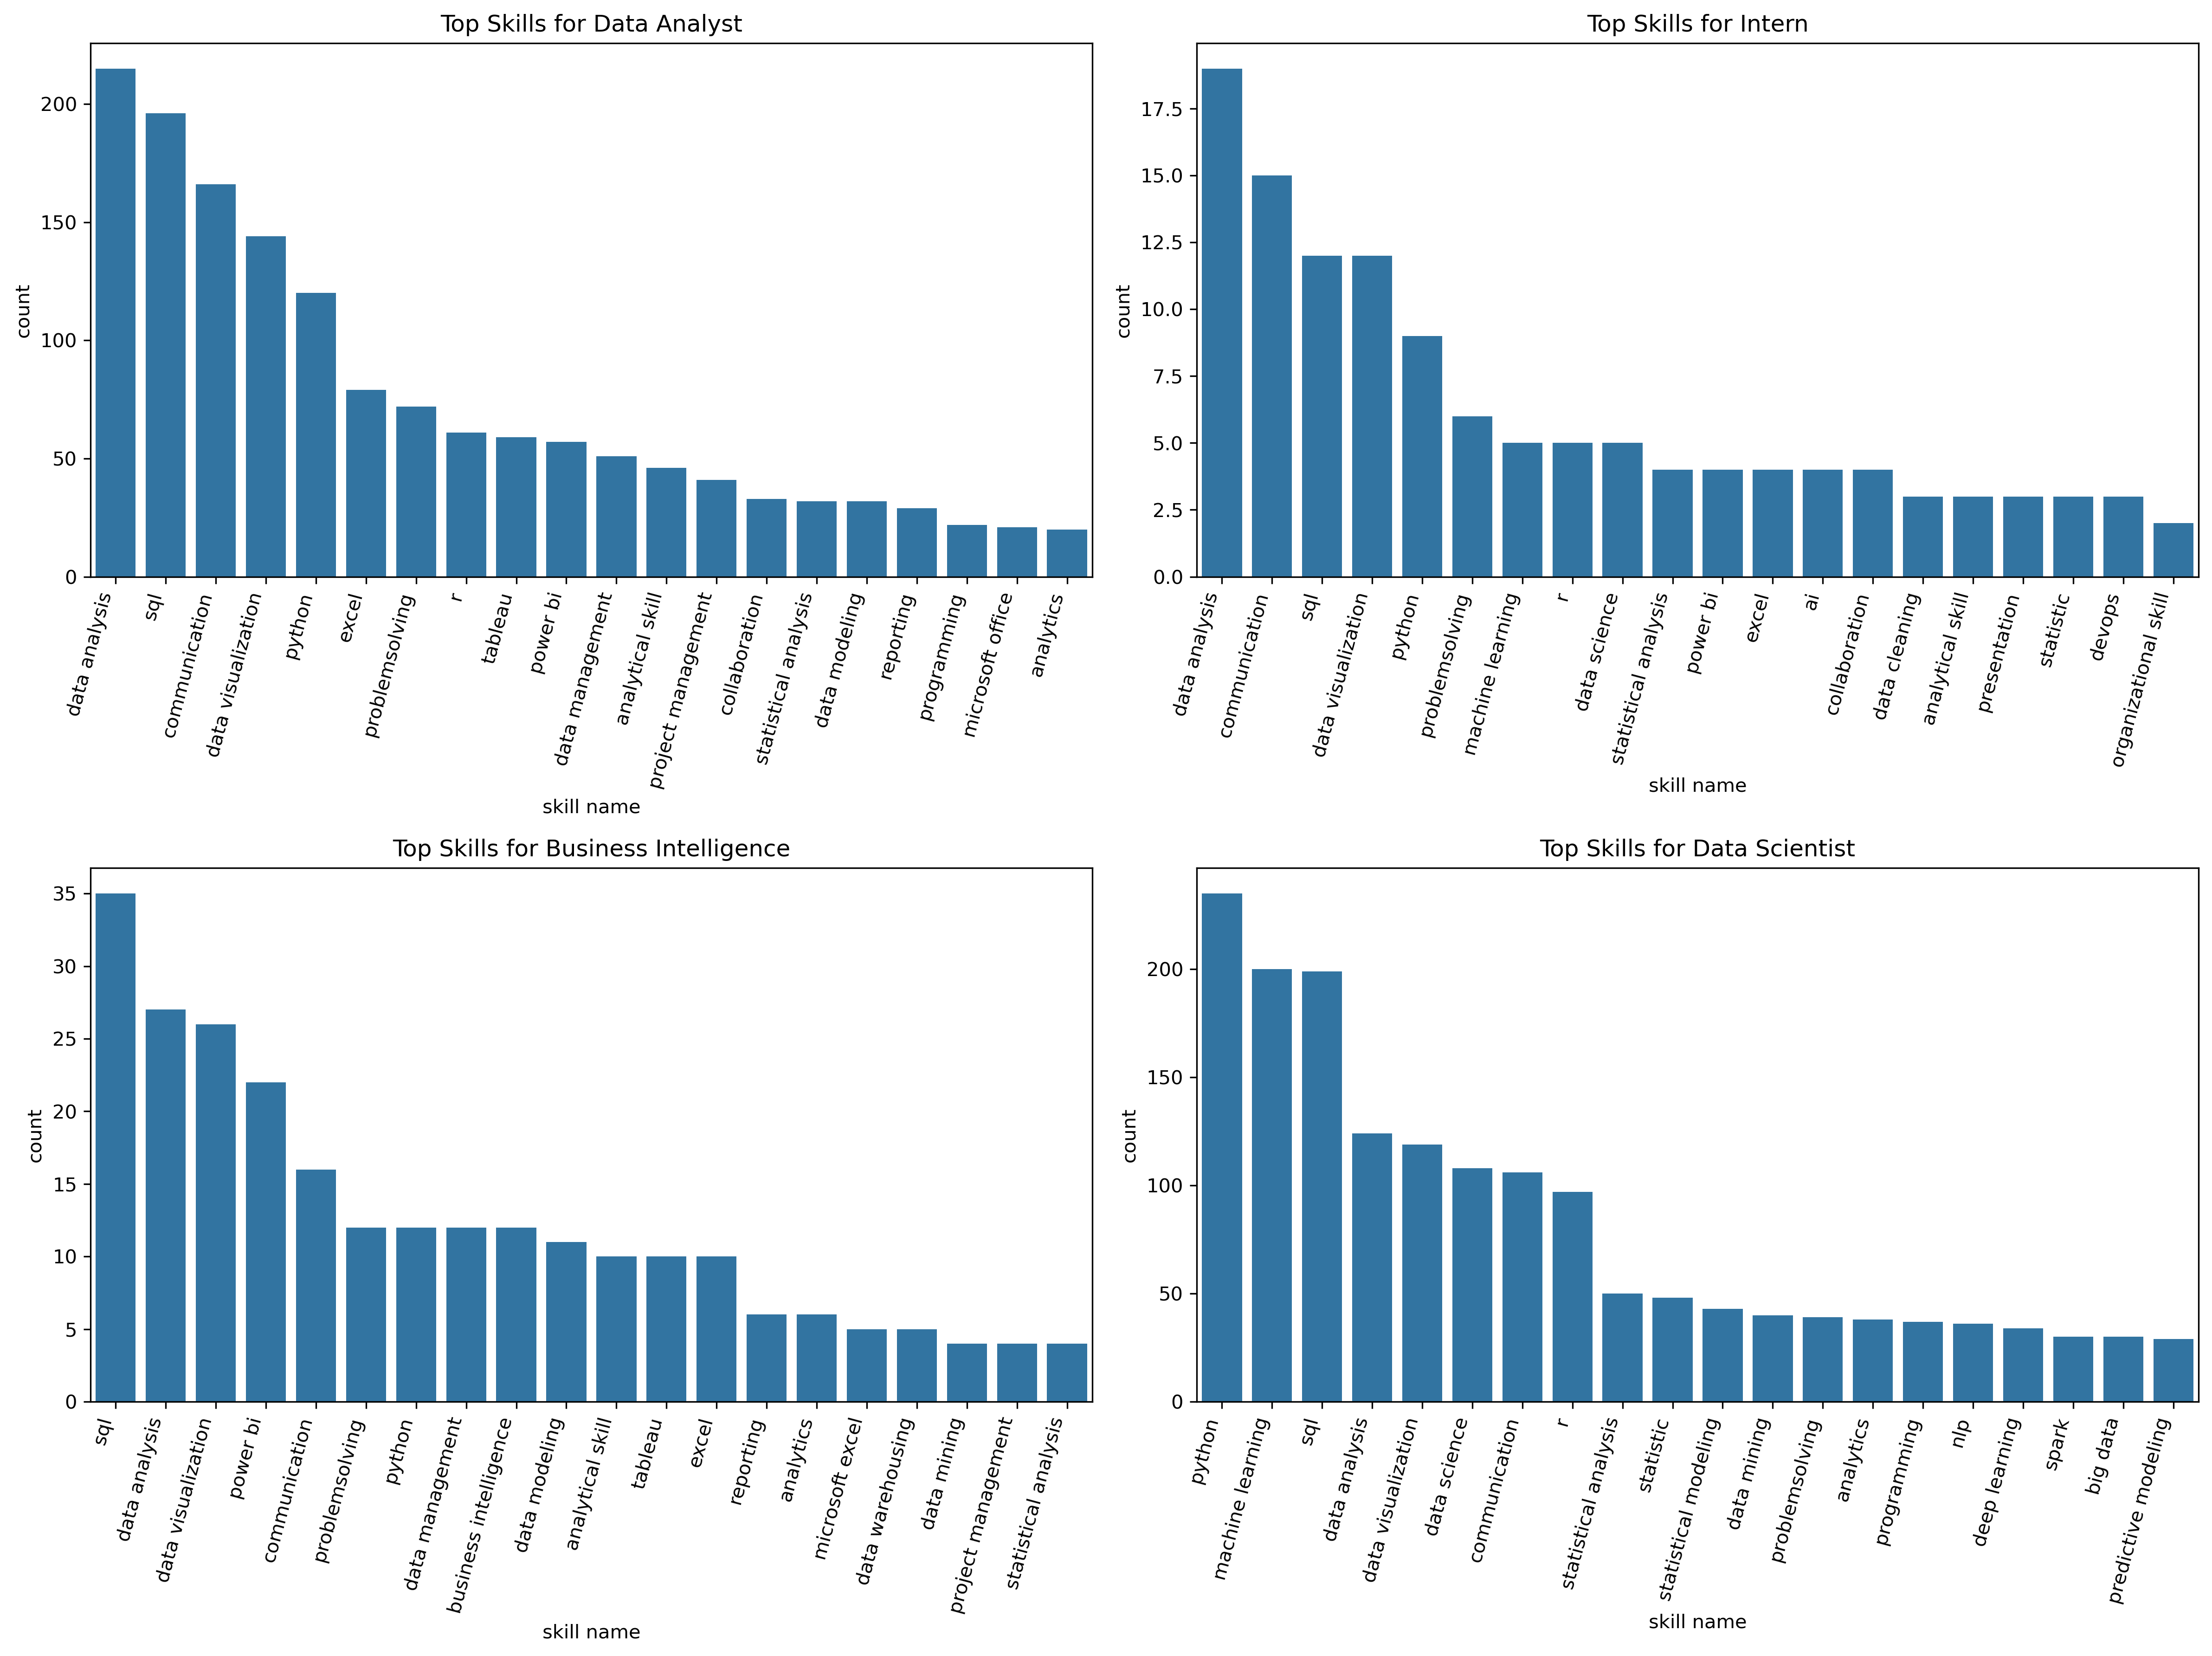 Top Skills for Data Analyst
count
200
150
100
50
0
data analysis
sql
communication
data visualization
python
excel
problemsolving
r
tableau
power bi
data management
analytical skill
project management
collaboration
statistical analysis
data modeling
reporting
programming
microsoft office
analytics
skill name
Top Skills for Intern
count
17.5
15.0
12.5
10.0
7.5
5.0
2.5
0.0
data analysis
communication
sql
data visualization
python
problemsolving
machine learning
r
data science
statistical analysis
power bi
excel
ai
collaboration
data cleaning
analytical skill
presentation
statistic
devops
organizational skill
skill name
Top Skills for Business Intelligence
count
35
30
25
20
15
10
5
0
sql
data analysis
data visualization
power bi
communication
problemsolving
python
data management
business intelligence
data modeling
analytical skill
tableau
excel
reporting
analytics
microsoft excel
data warehousing
data mining
project management
statistical analysis
skill name
Top Skills for Data Scientist
count
200
150
100
50
0
python
machine learning
sql
data analysis
data visualization
data science
communication
r
statistical analysis
statistic
statistical modeling
data mining
problemsolving
analytics
programming
nlp
deep learning
spark
big data
predictive modeling
skill name